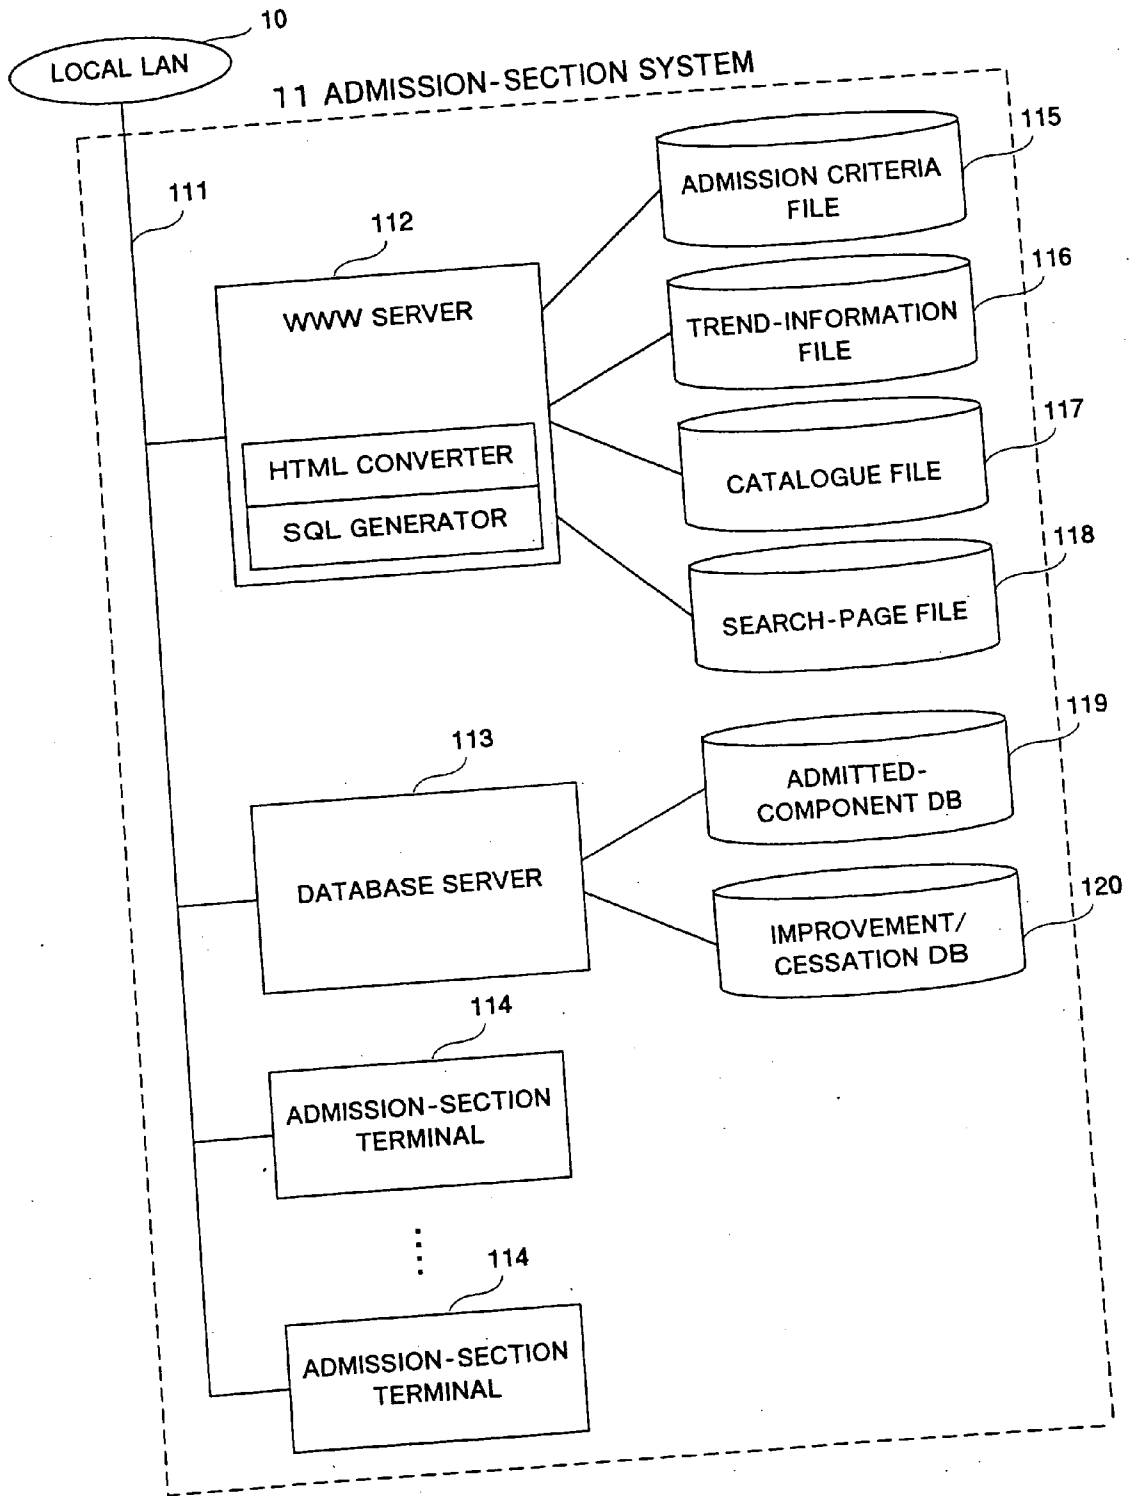 10
LOCAL LAN
11 ADMISSION-SECTION SYSTEM
111
112
WWW SERVER
HTML CONVERTER
SQL GENERATOR
115
ADMISSION CRITERIA
FILE
116
TREND-INFORMATION
FILE
117
CATALOGUE FILE
118
SEARCH-PAGE FILE
113
DATABASE SERVER
119
ADMITTED-
COMPONENT DB
120
IMPROVEMENT/
CESSATION DB
114
ADMISSION-SECTION
TERMINAL
114
ADMISSION-SECTION
TERMINAL